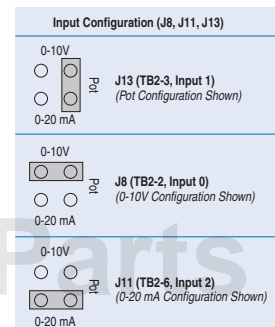 Input Configuration (J8, J11, J13)
0-10V
Pot
0-20 mA
J13 (TB2-3, Input 1)
(Pot Configuration Shown)
0-10V
Pot
0-20 mA
J8 (TB2-2, Input 0)
(0-10V Configuration Shown)
0-10V
Pot
0-20 mA
J11 (TB2-6, Input 2)
(0-20 mA Configuration Shown)
Parts